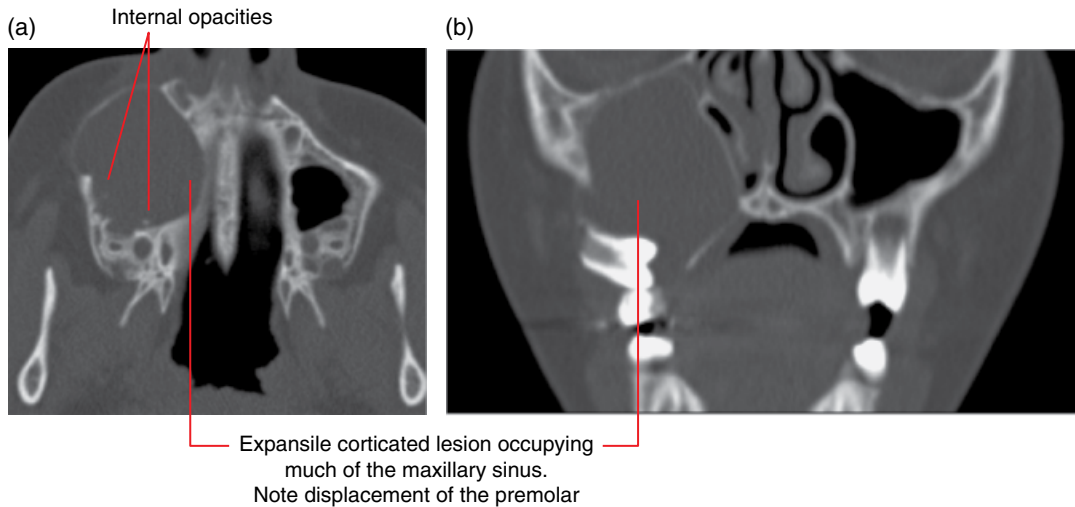 (a)
Internal opacities
(b)
Expansile corticated lesion occupying
much of the maxillary sinus.
Note displacement of the premolar